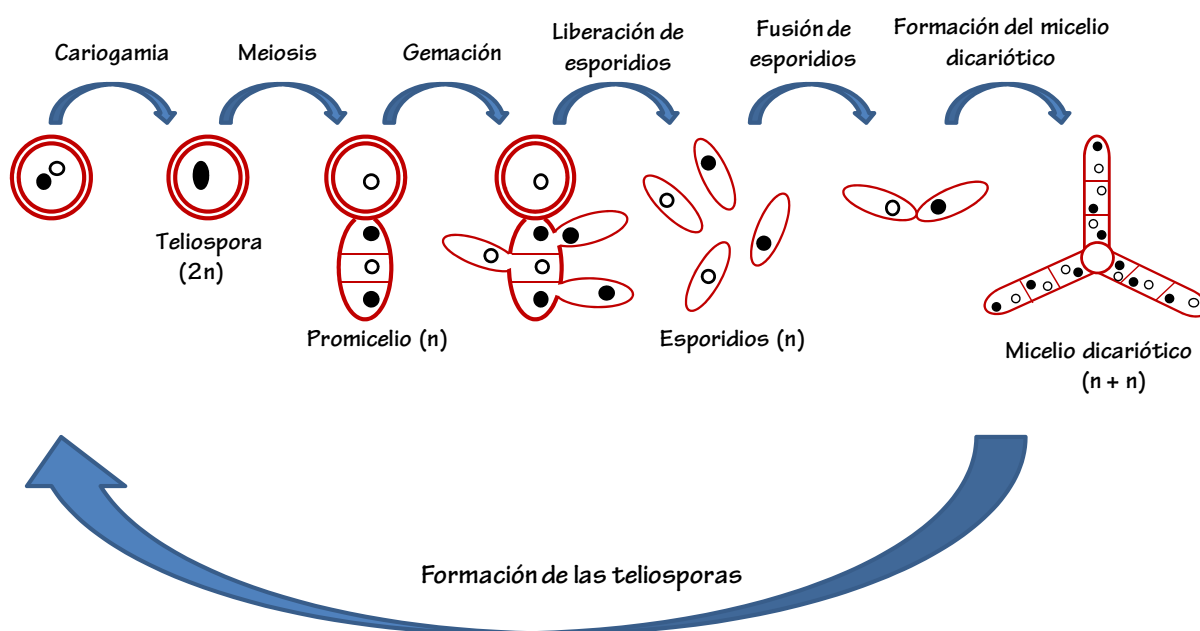 Cariogamia
Meiosis
Gemación
Liberación de
esporidios
Fusión de
esporidios
Formación del micelio
dicariótico
Teliospora
(2n)
Promicelio (n)
Esporidios (n)
Micelio dicariótico
(n + n)
Formación de las teliosporas